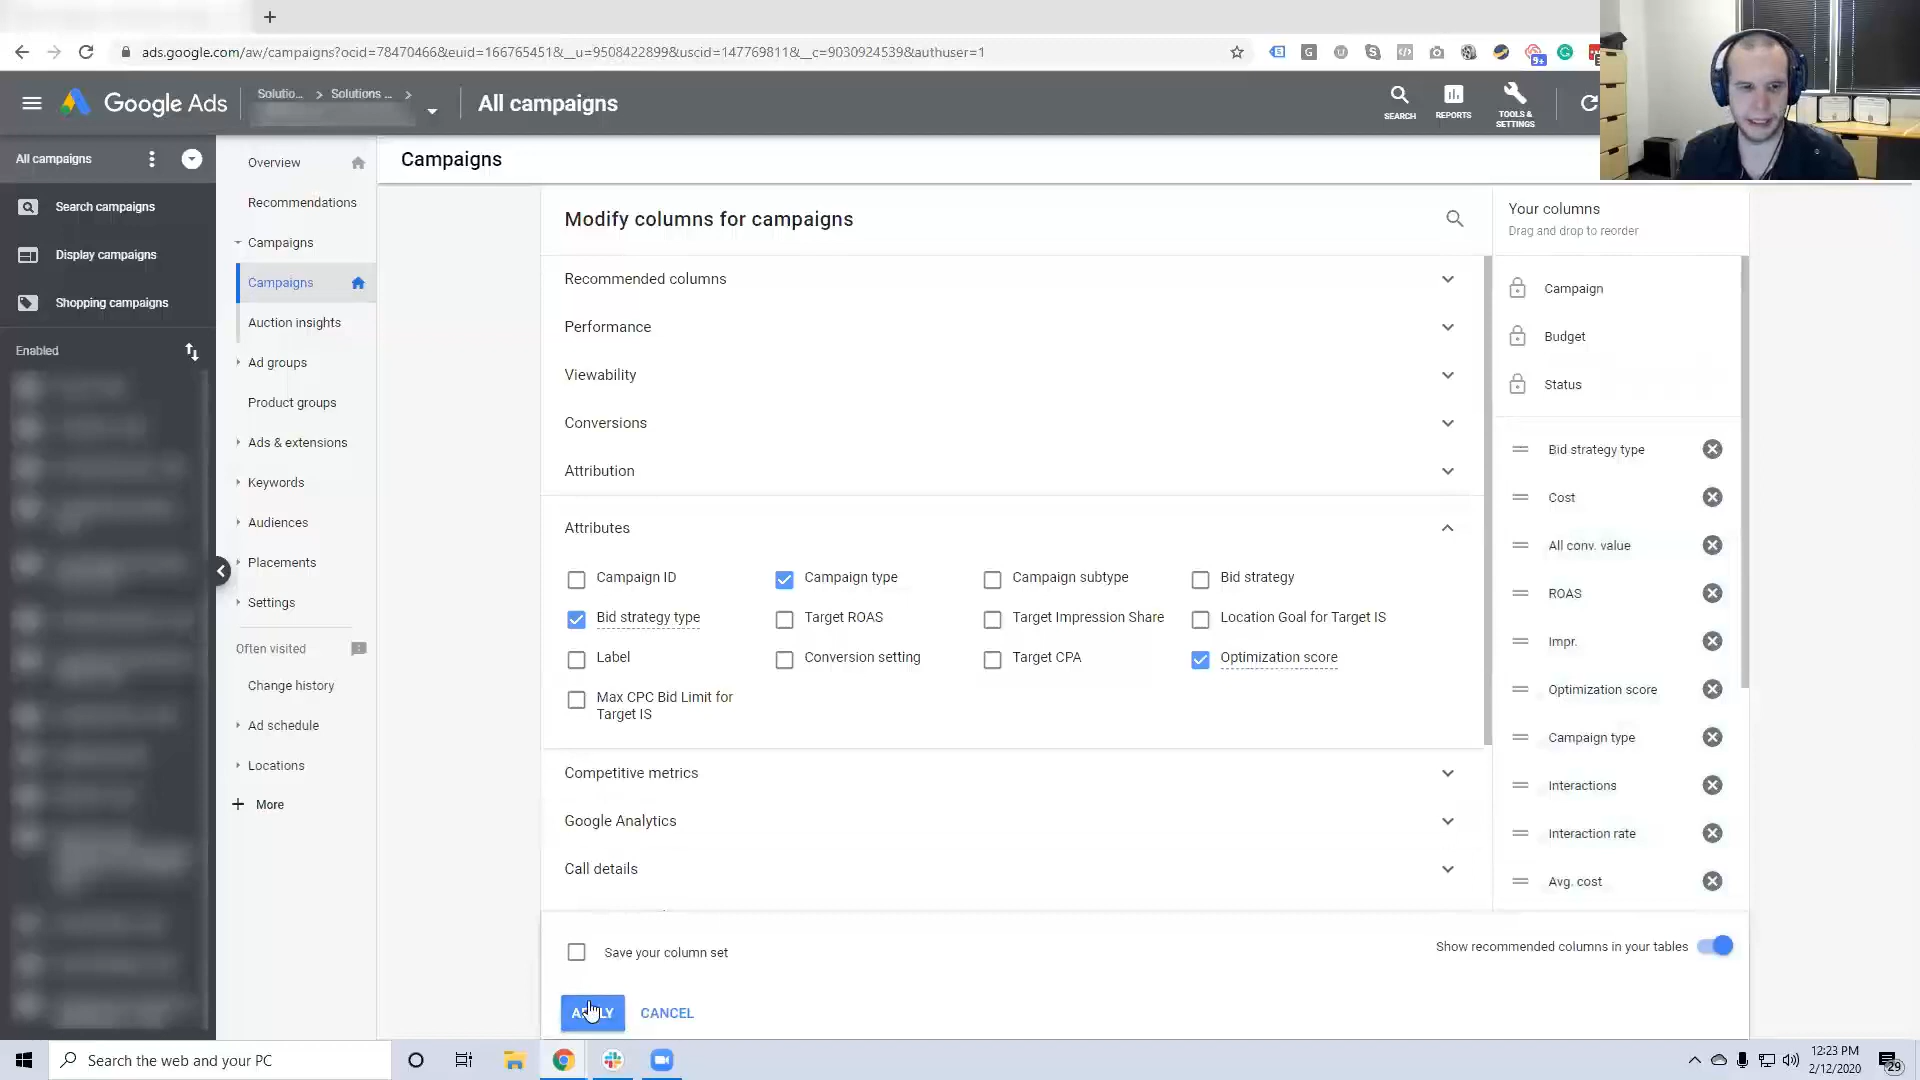 ads.google.com/aw/campaigns?ocid=78470466&euid=166765451&__u=9508422899&uscid=147769811&__c=9030924539&authuser=1
Google Ads
Solutio... > Solutions ... >
All campaigns
SEARCH
REPORTS
TOOLS &
SETTINGS
All campaigns
Search campaigns
Display campaigns
Shopping campaigns
Enabled
Overview
Recommendations
Campaigns
Campaigns
Auction insights
Ad groups
Product groups
Ads & extensions
Keywords
Audiences
Placements
Settings
Often visited
Change history
Ad schedule
Locations
+ More
Campaigns
Modify columns for campaigns
Recommended columns
Performance
Viewability
Conversions
Attribution
Attributes
Campaign ID
Campaign type
Campaign subtype
Bid strategy
Bid strategy type
Target ROAS
Target Impression Share
Location Goal for Target IS
Label
Conversion setting
Target CPA
Optimization score
Max CPC Bid Limit for
Target IS
Competitive metrics
Google Analytics
Call details
Save your column set
Show recommended columns in your tables
APPLY
CANCEL
Your columns
Drag and drop to reorder
Campaign
Budget
Status
Bid strategy type
Cost
All conv. value
ROAS
Impr.
Optimization score
Campaign type
Interactions
Interaction rate
Avg. cost
Search the web and your PC
12:23 PM
2/12/2020
29
9+